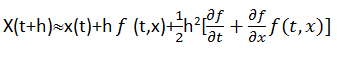 X(t+h)≈x(t)+h f (t,x)+½h²[∂f/∂t + ∂f/∂x f(t,x)]